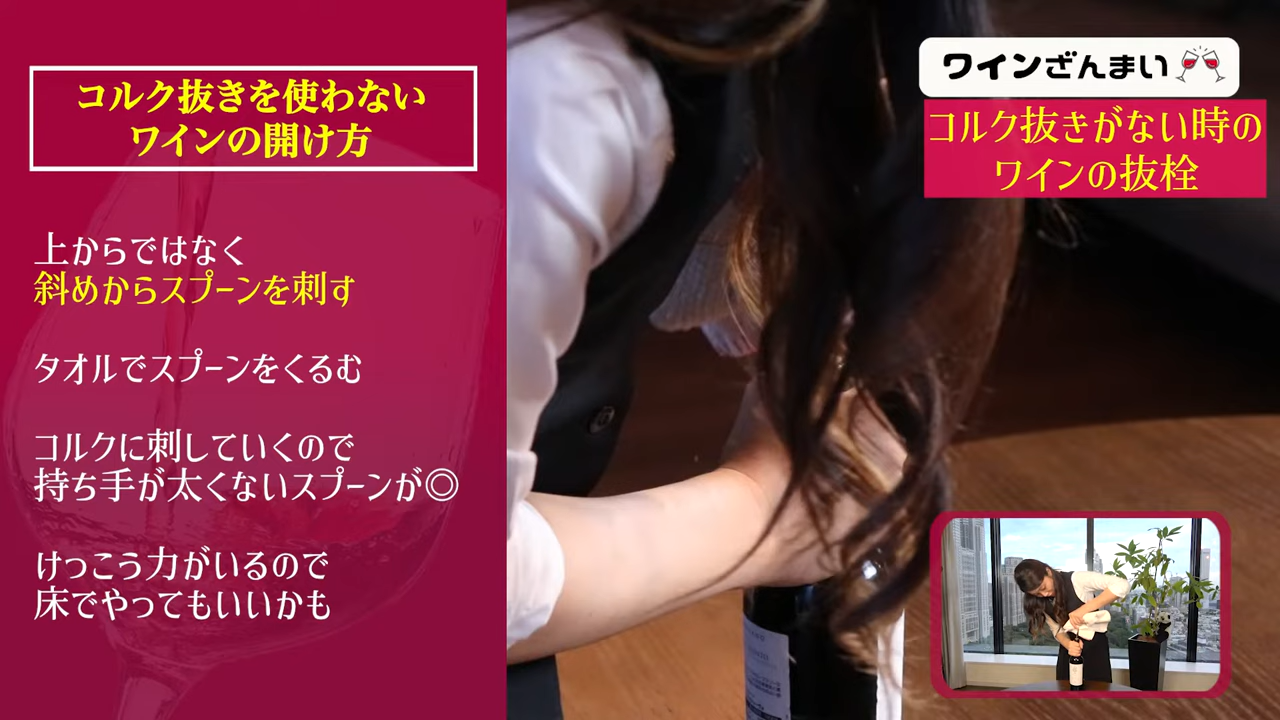 コルク抜きを使わない
ワインの開け方
上からではなく
斜めからスプーンを刺す
タオルでスプーンをくるむ
コルクに刺していくので
持ち手が太くないスプーンが◎
けっこう力がいるので
床でやってもいいかも
ワインざんまい
コルク抜きがない時の
ワインの抜栓